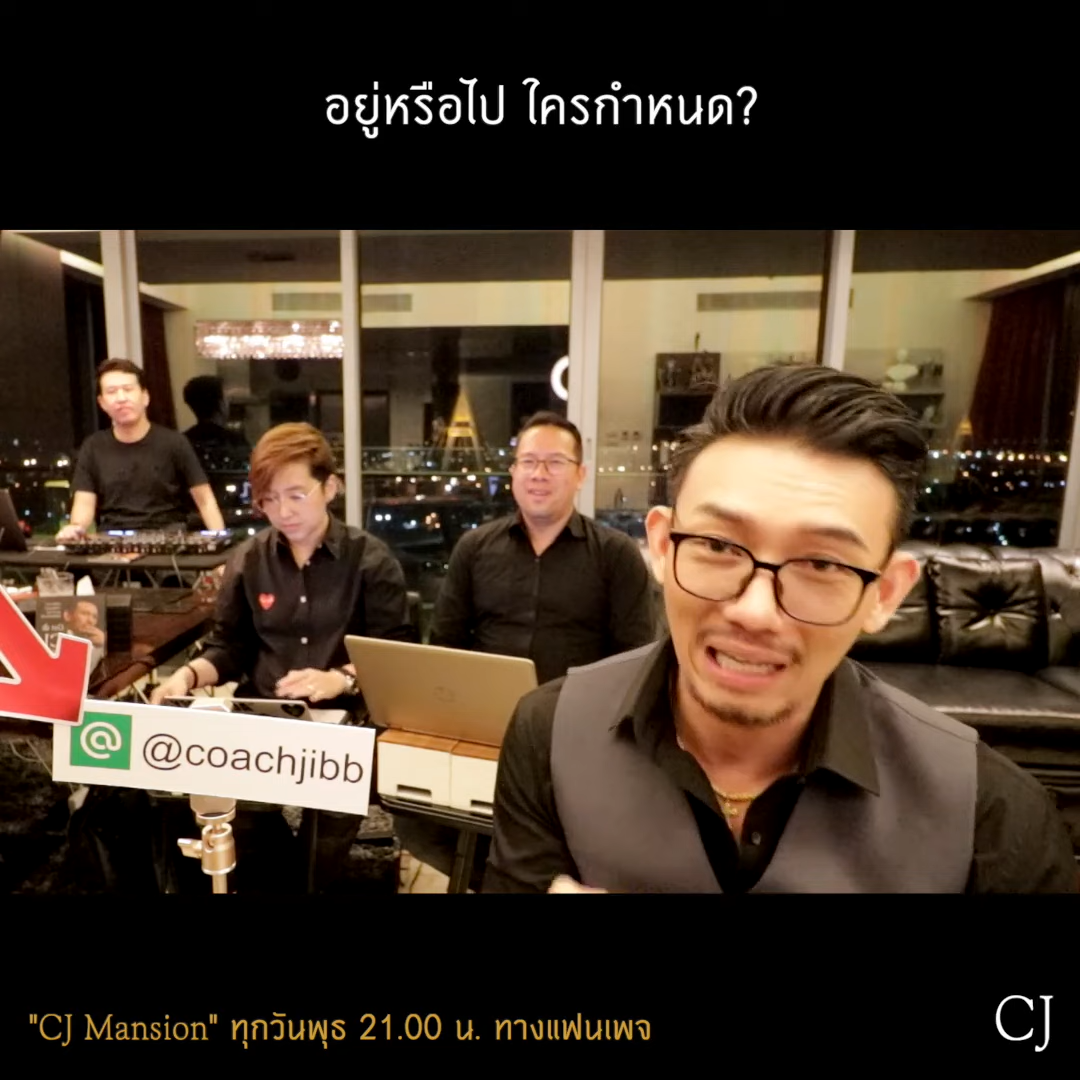 อยู่หรือไป ใครกำหนด?
@ @coachjibb
"CJ Mansion" ทุกวันพุธ 21.00 น. ทางแฟนเพจ
CJ